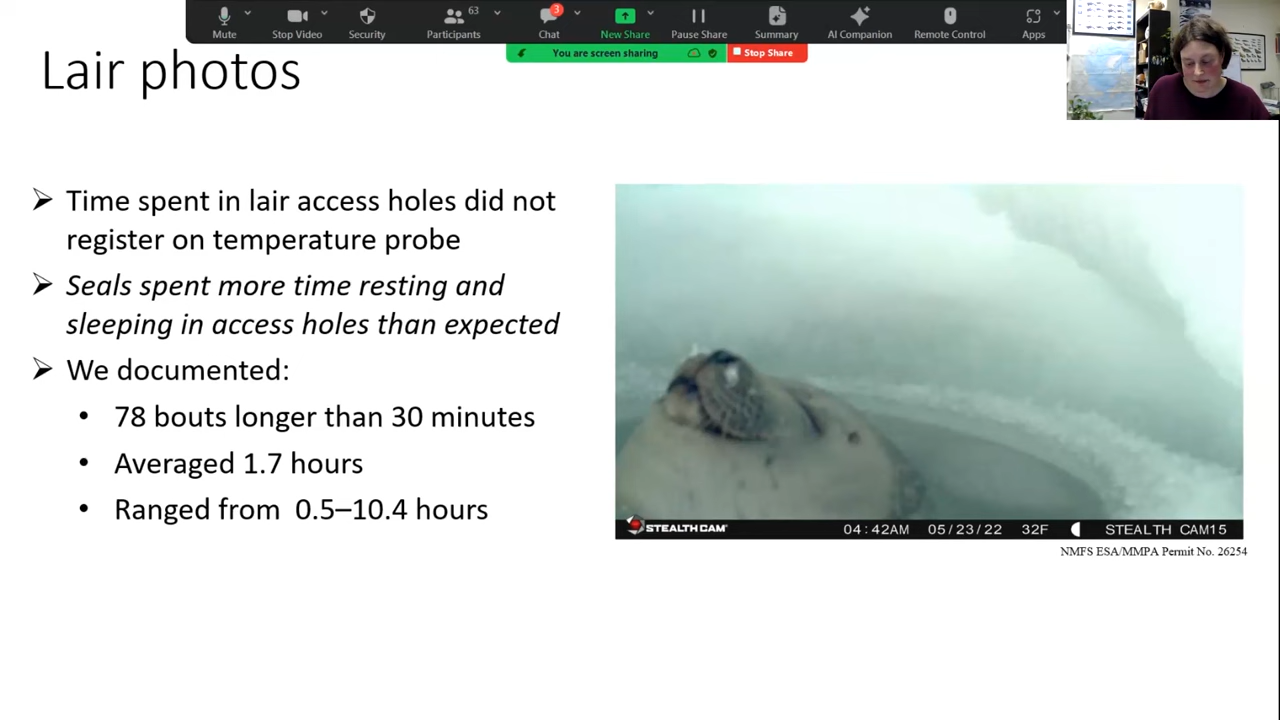 63
3
Mute
Stop Video
Security
Participants
Chat
New Share
Pause Share
Summary
AI Companion
Remote Control
Apps
You are screen sharing
Stop Share
Lair photos
Time spent in lair access holes did not
register on temperature probe
Seals spent more time resting and
sleeping in access holes than expected
We documented:
• 78 bouts longer than 30 minutes
• Averaged 1.7 hours
• Ranged from 0.5–10.4 hours
STEALTH CAM
04:42AM 05/23/22 32F STEALTH CAM15
NMFS ESA/MMPA Permit No. 26254